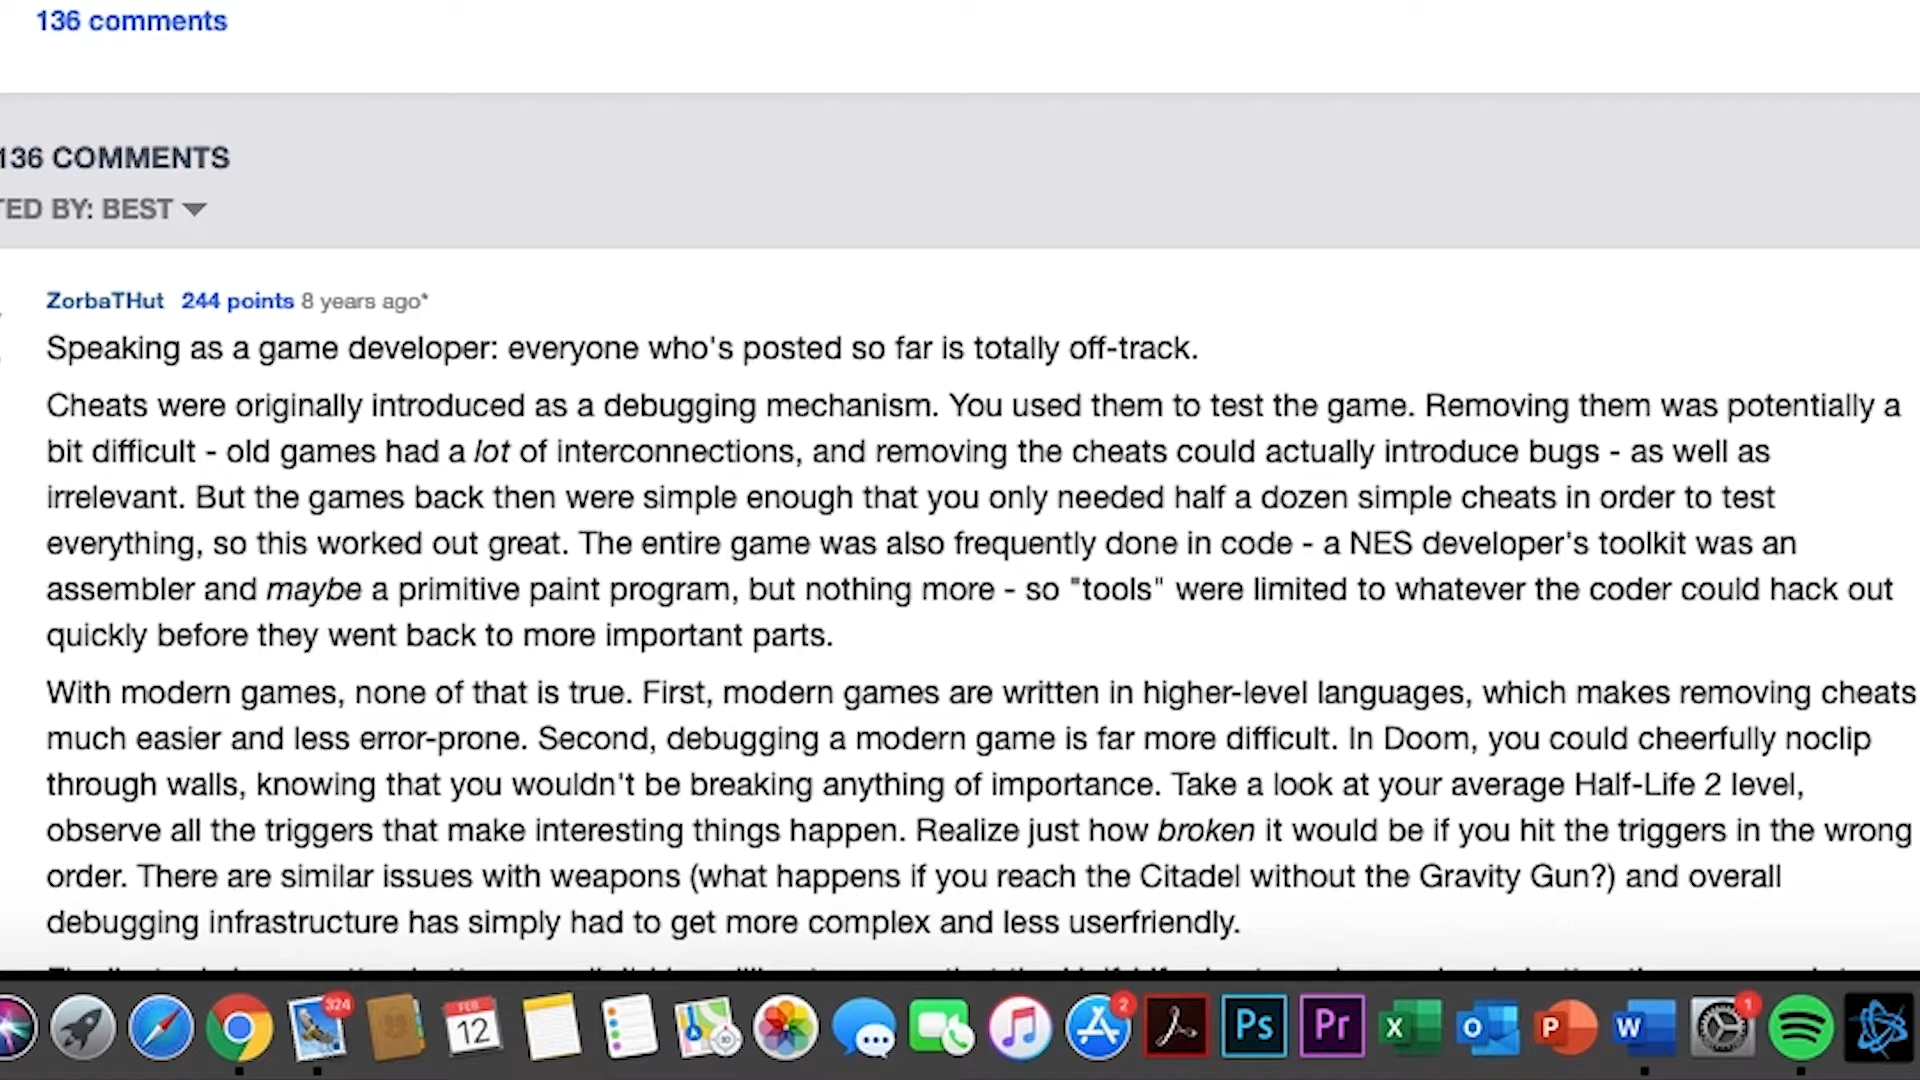 136 comments
136 COMMENTS
TED BY: BEST
ZorbaTHut 244 points 8 years ago*
Speaking as a game developer: everyone who's posted so far is totally off-track.
Cheats were originally introduced as a debugging mechanism. You used them to test the game. Removing them was potentially a
bit difficult - old games had a lot of interconnections, and removing the cheats could actually introduce bugs - as well as
irrelevant. But the games back then were simple enough that you only needed half a dozen simple cheats in order to test
everything, so this worked out great. The entire game was also frequently done in code - a NES developer's toolkit was an
assembler and maybe a primitive paint program, but nothing more - so "tools" were limited to whatever the coder could hack out
quickly before they went back to more important parts.
With modern games, none of that is true. First, modern games are written in higher-level languages, which makes removing cheats
much easier and less error-prone. Second, debugging a modern game is far more difficult. In Doom, you could cheerfully noclip
through walls, knowing that you wouldn't be breaking anything of importance. Take a look at your average Half-Life 2 level,
observe all the triggers that make interesting things happen. Realize just how broken it would be if you hit the triggers in the wrong
order. There are similar issues with weapons (what happens if you reach the Citadel without the Gravity Gun?) and overall
debugging infrastructure has simply had to get more complex and less userfriendly.
324 FEB 12 2 Ps Pr X O P W 1